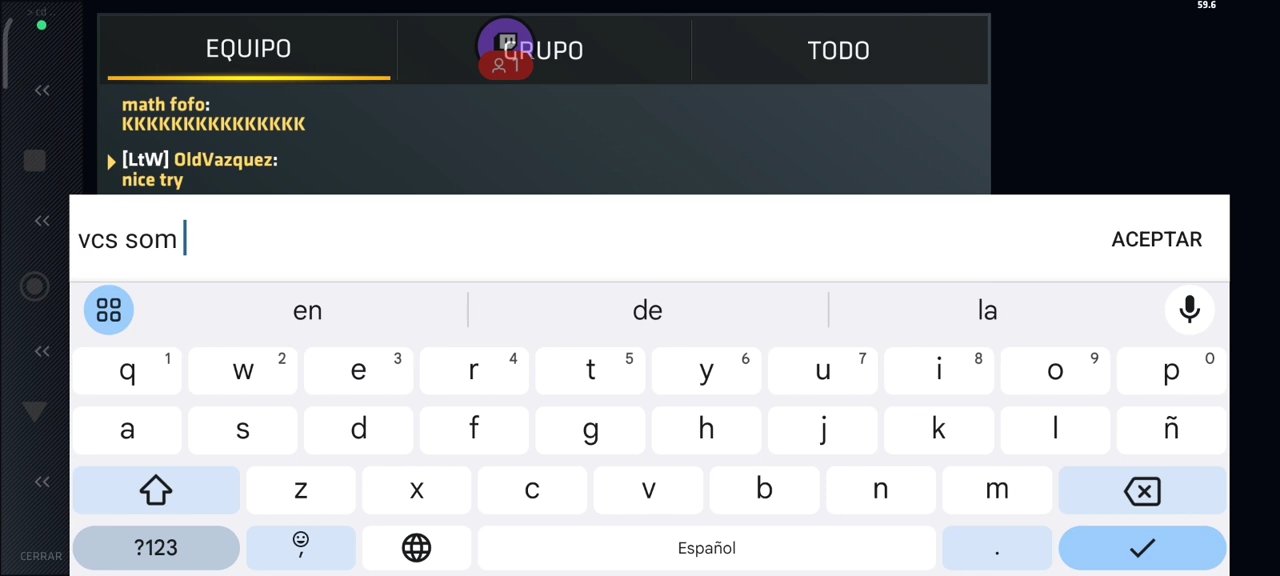 > cd ..
59.6
EQUIPO
GRUPO
TODO
math fofo:
KKKKKKKKKKKKKKK
[LtW] OldVazquez:
nice try
vcs som
ACEPTAR
en de la
q 1 w 2 e 3 r 4 t 5 y 6 u 7 i 8 o 9 p 0
a s d f g h j k l ñ
z x c v b n m
?123 , Español .
CERRAR